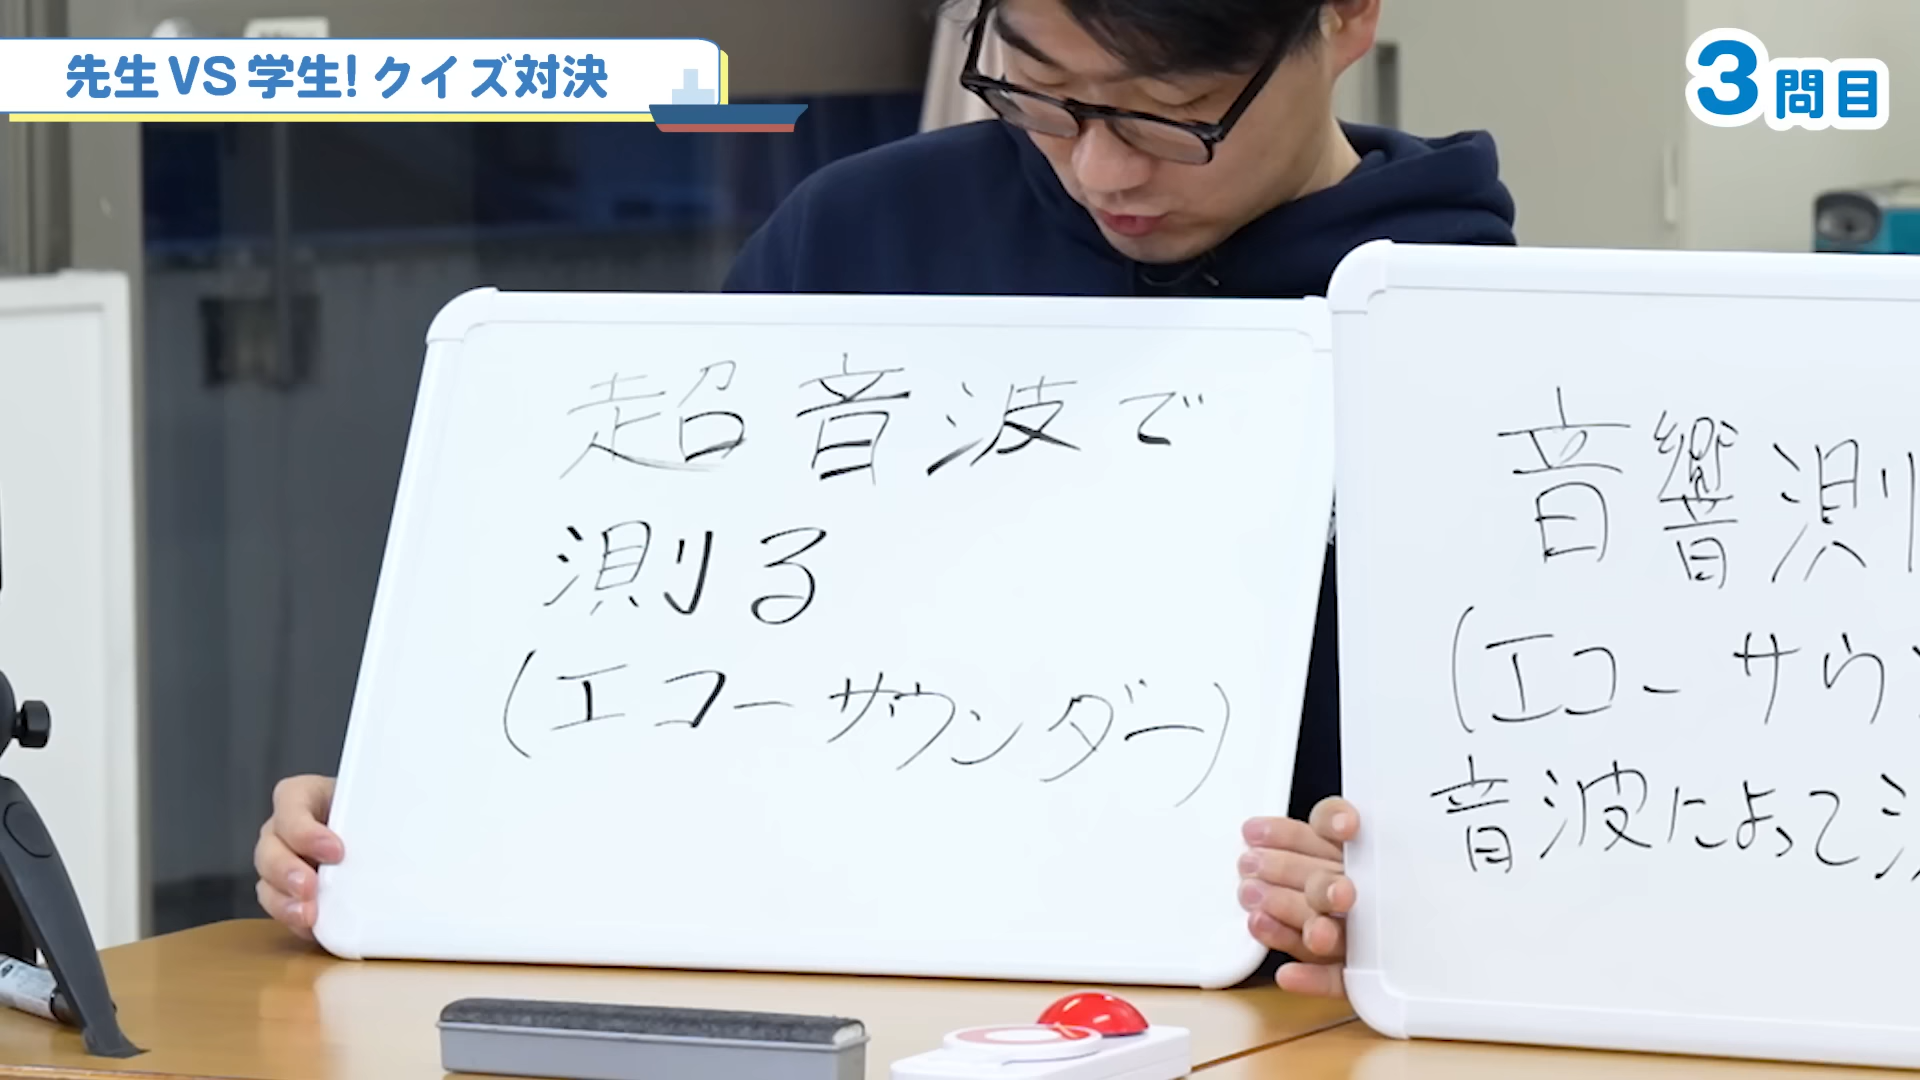 先生VS学生!クイズ対決
3問目
超音波で
測る
(エコーサウンダー)
音響測
(エコーサウ
音波によって